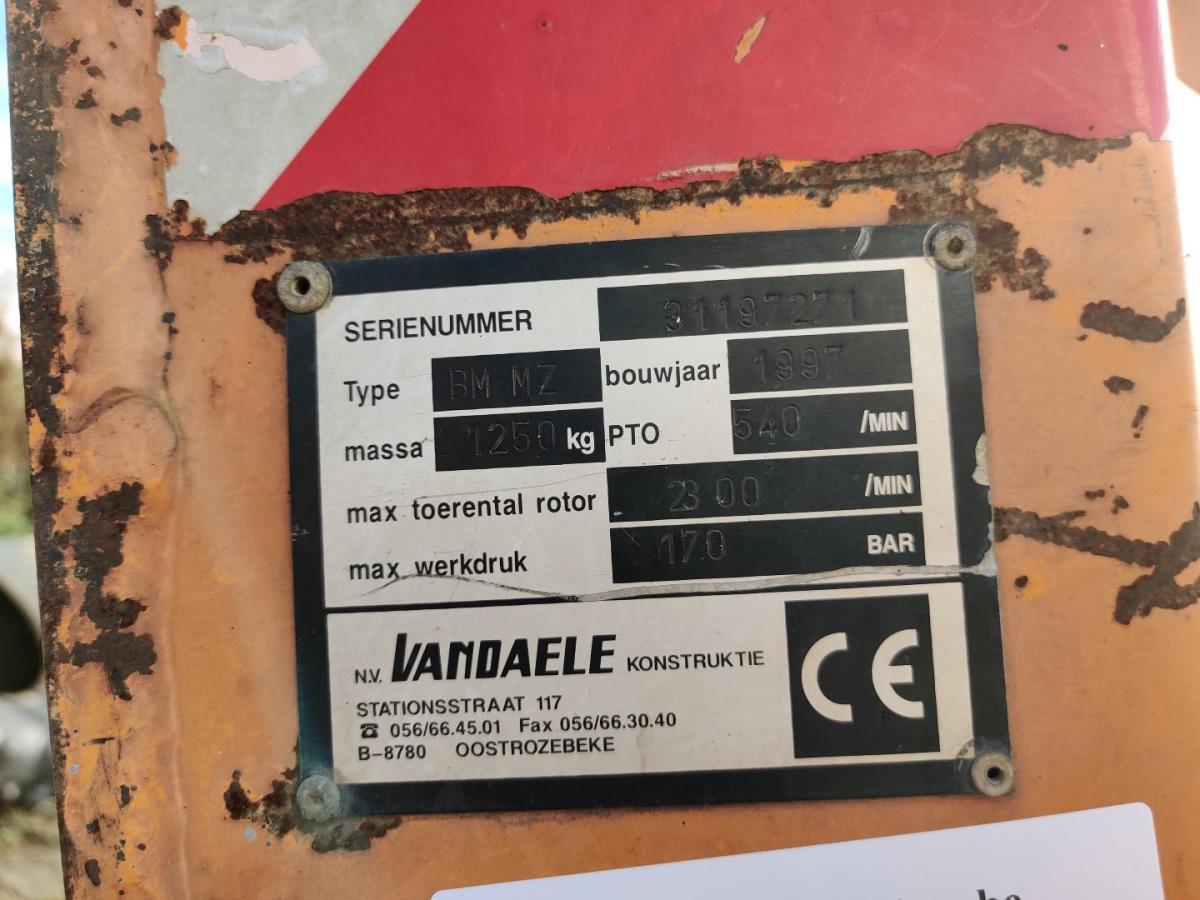 SERIENUMMER 31197271
Type BM MZ bouwjaar 1997
massa 1250 kg PTO 540 /MIN
max toerental rotor 2300 /MIN
max werkdruk 170 BAR
N.V. VANDAELE KONSTRUKTIE
STATIONSSTRAAT 117
☎ 056/66.45.01 Fax 056/66.30.40
B-8780 OOSTROZEBEKE
CE